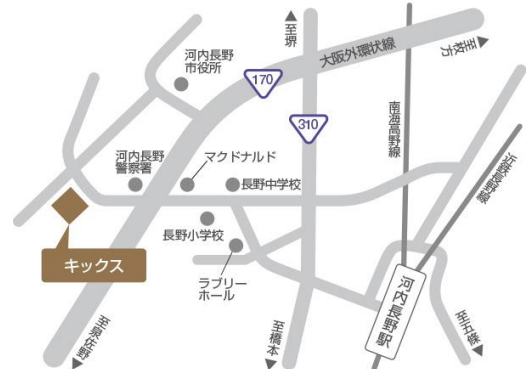 至堺
大阪外環状線
至枚方
河内長野
市役所
170
310
南海高野線
近鉄長野線
河内長野
警察署
マクドナルド
長野中学校
長野小学校
キックス
ラブリー
ホール
河内長野駅
至泉佐野
至橋本
至五條